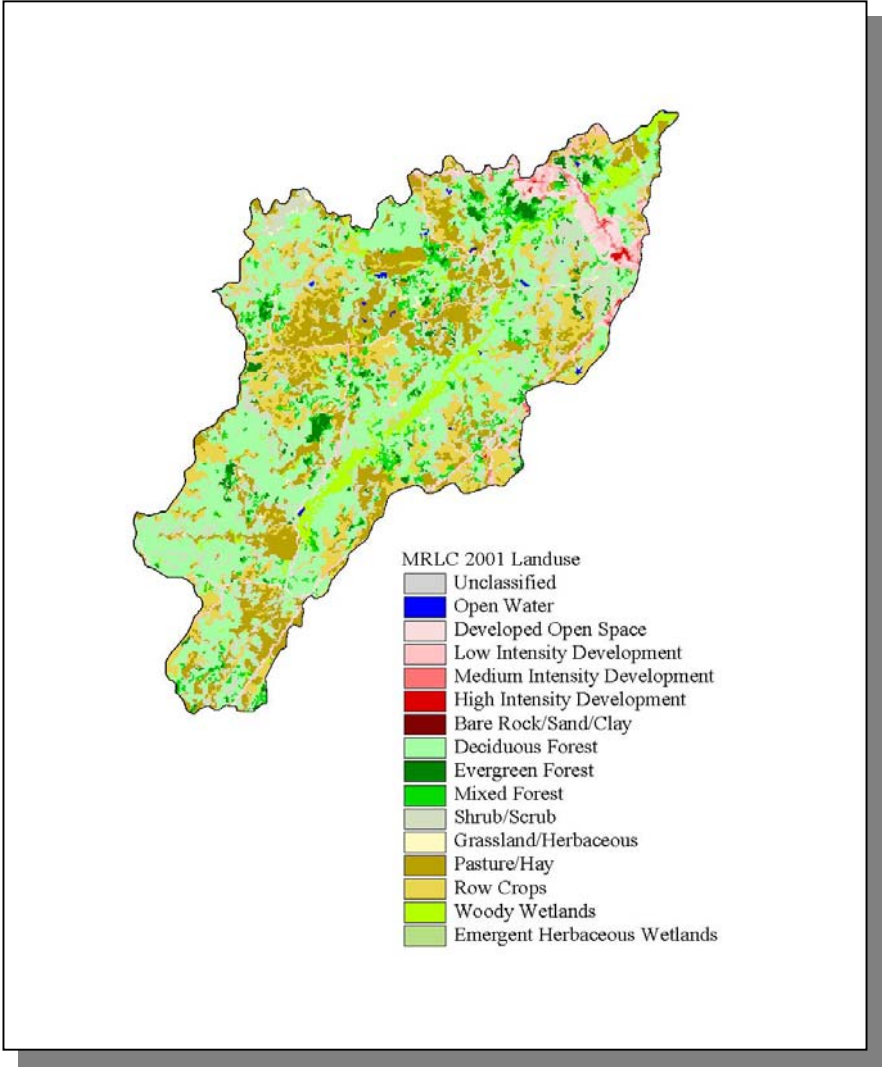 MRLC 2001 Landuse
Unclassified
Open Water
Developed Open Space
Low Intensity Development
Medium Intensity Development
High Intensity Development
Bare Rock/Sand/Clay
Deciduous Forest
Evergreen Forest
Mixed Forest
Shrub/Scrub
Grassland/Herbaceous
Pasture/Hay
Row Crops
Woody Wetlands
Emergent Herbaceous Wetlands